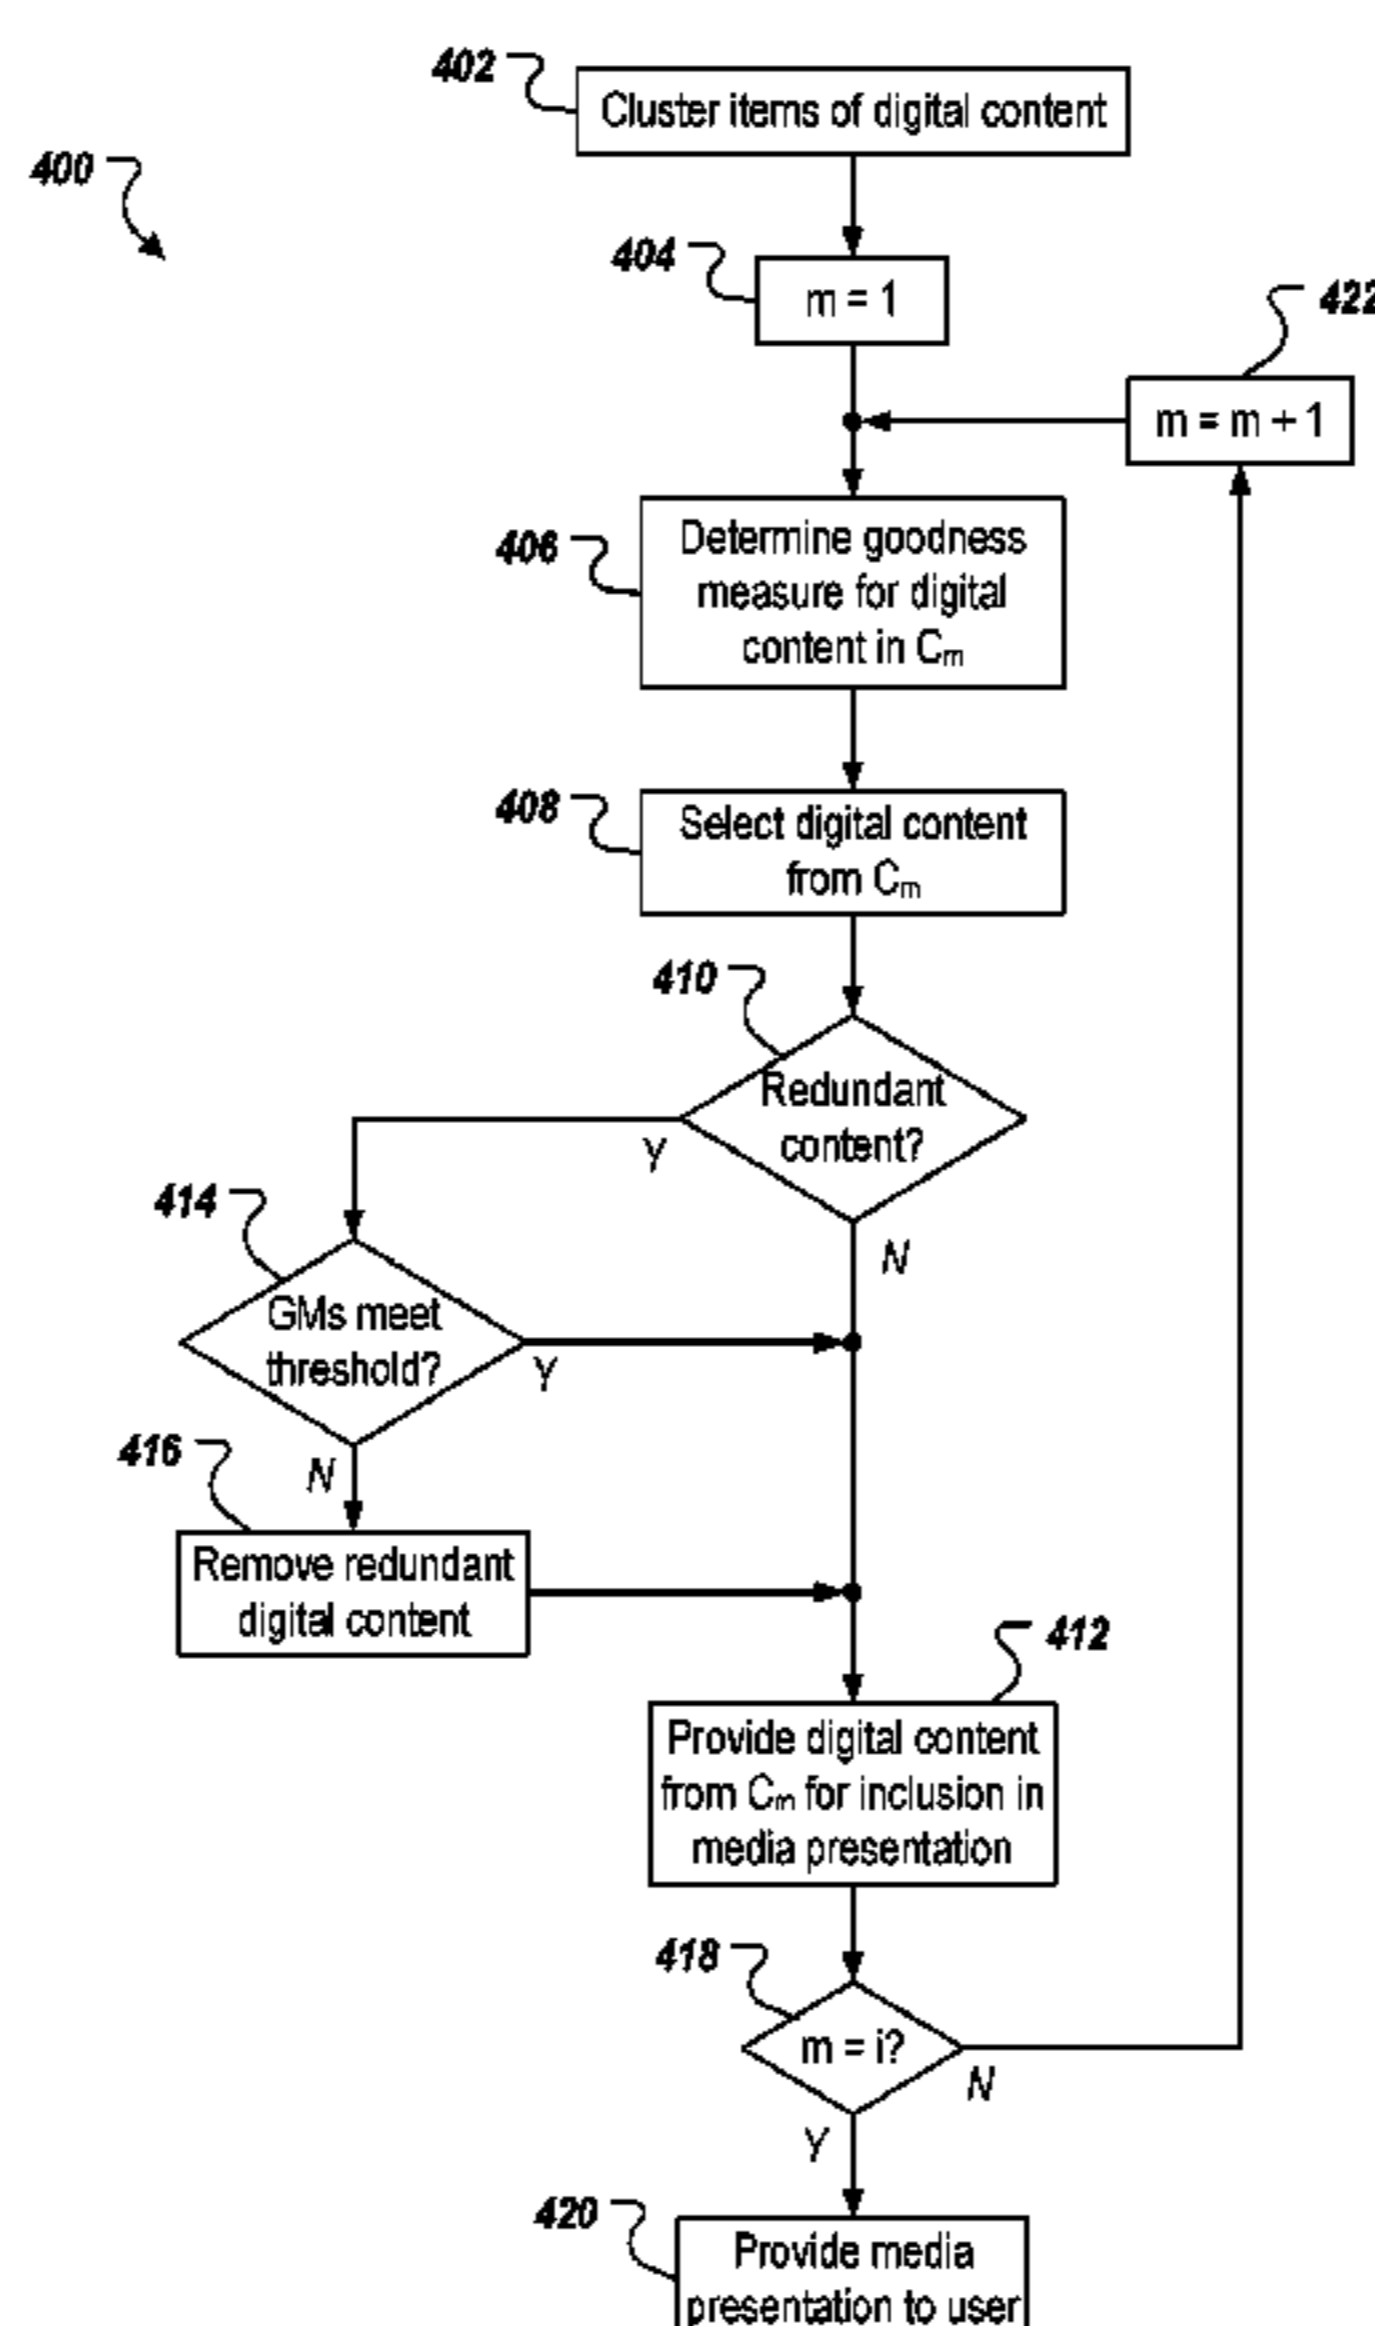 402
Cluster items of digital content
400
404
m = 1
422
m = m + 1
406
Determine goodness
measure for digital
content in Cm
408
Select digital content
from Cm
410
Redundant
content?
Y
N
414
GMs meet
threshold?
Y
N
416
Remove redundant
digital content
412
Provide digital content
from Cm for inclusion in
media presentation
418
m = i?
N
Y
420
Provide media
presentation to user